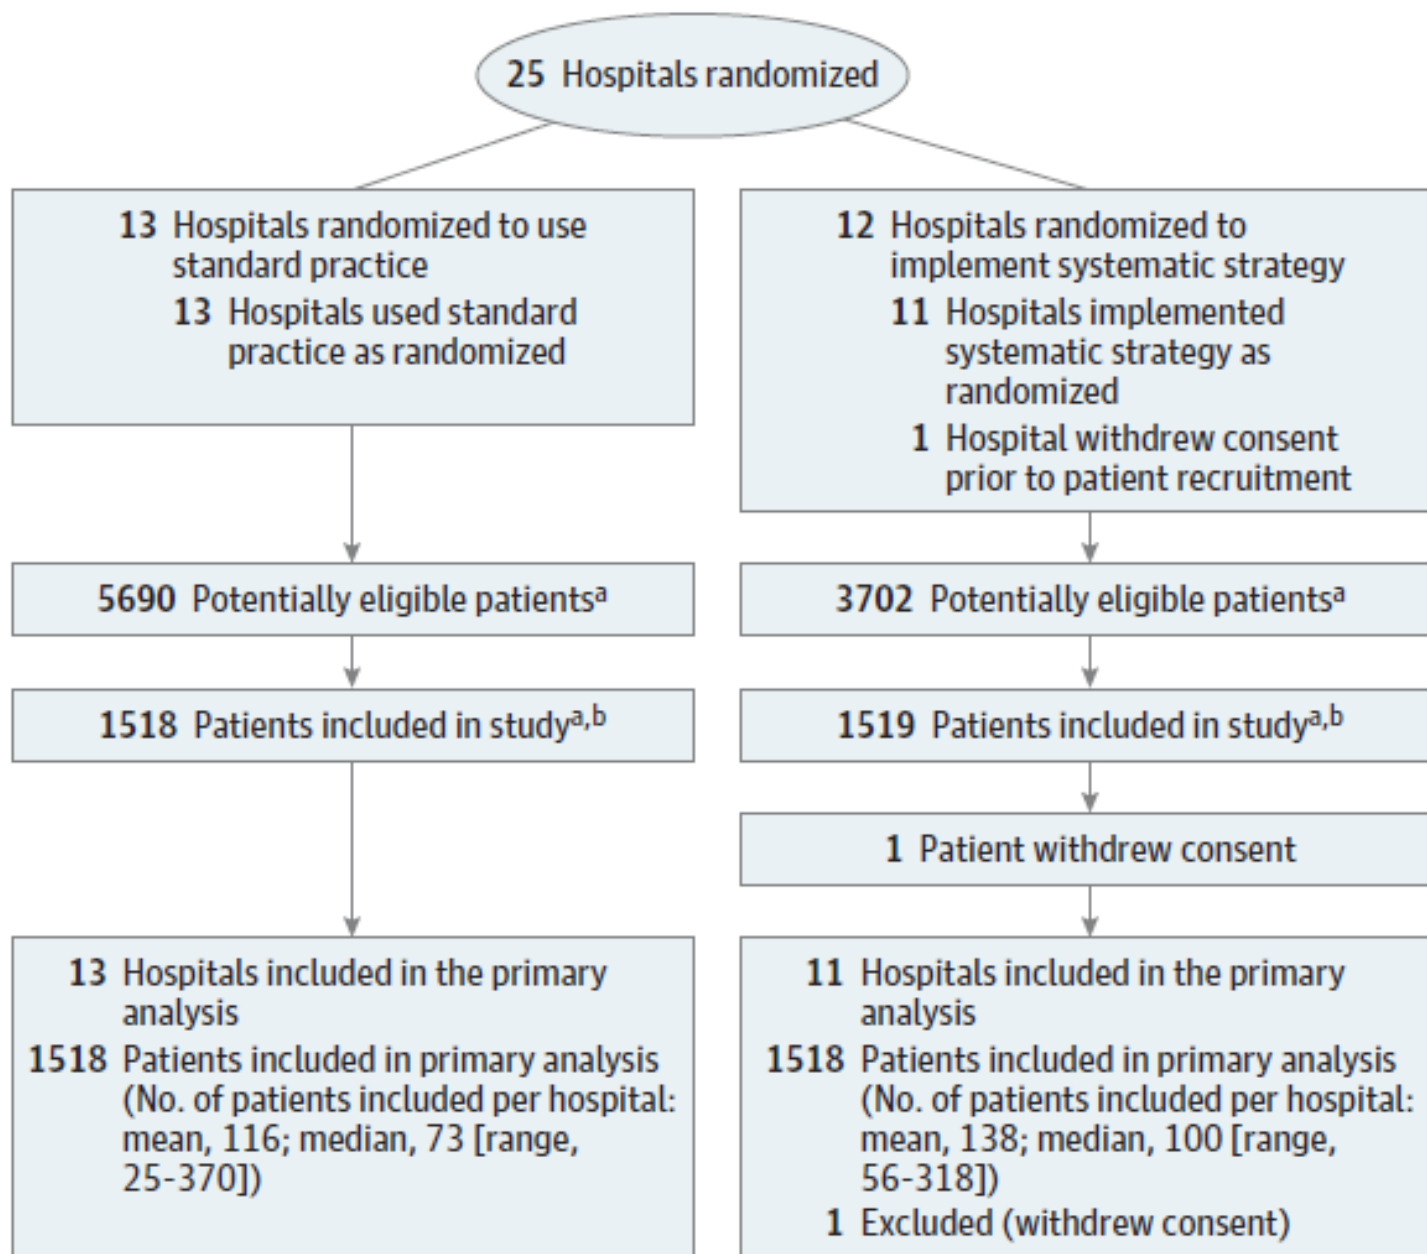 25 Hospitals randomized
13 Hospitals randomized to use
standard practice
13 Hospitals used standard
practice as randomized
12 Hospitals randomized to
implement systematic strategy
11 Hospitals implemented
systematic strategy as
randomized
1 Hospital withdrew consent
prior to patient recruitment
5690 Potentially eligible patientsᵃ
3702 Potentially eligible patientsᵃ
1518 Patients included in studyᵃ,ᵇ
1519 Patients included in studyᵃ,ᵇ
1 Patient withdrew consent
13 Hospitals included in the primary
analysis
1518 Patients included in primary analysis
(No. of patients included per hospital:
mean, 116; median, 73 [range,
25-370])
11 Hospitals included in the primary
analysis
1518 Patients included in primary analysis
(No. of patients included per hospital:
mean, 138; median, 100 [range,
56-318])
1 Excluded (withdrew consent)